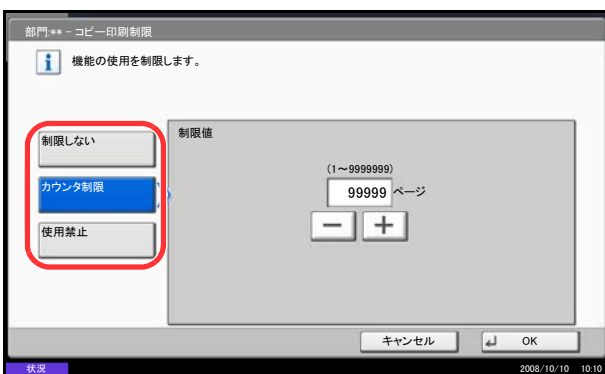 部門:** - コピー印刷制限
機能の使用を制限します。
制限しない
カウンタ制限
使用禁止
制限値
(1～9999999)
99999 ページ
キャンセル
OK
状況
2008/10/10 10:10